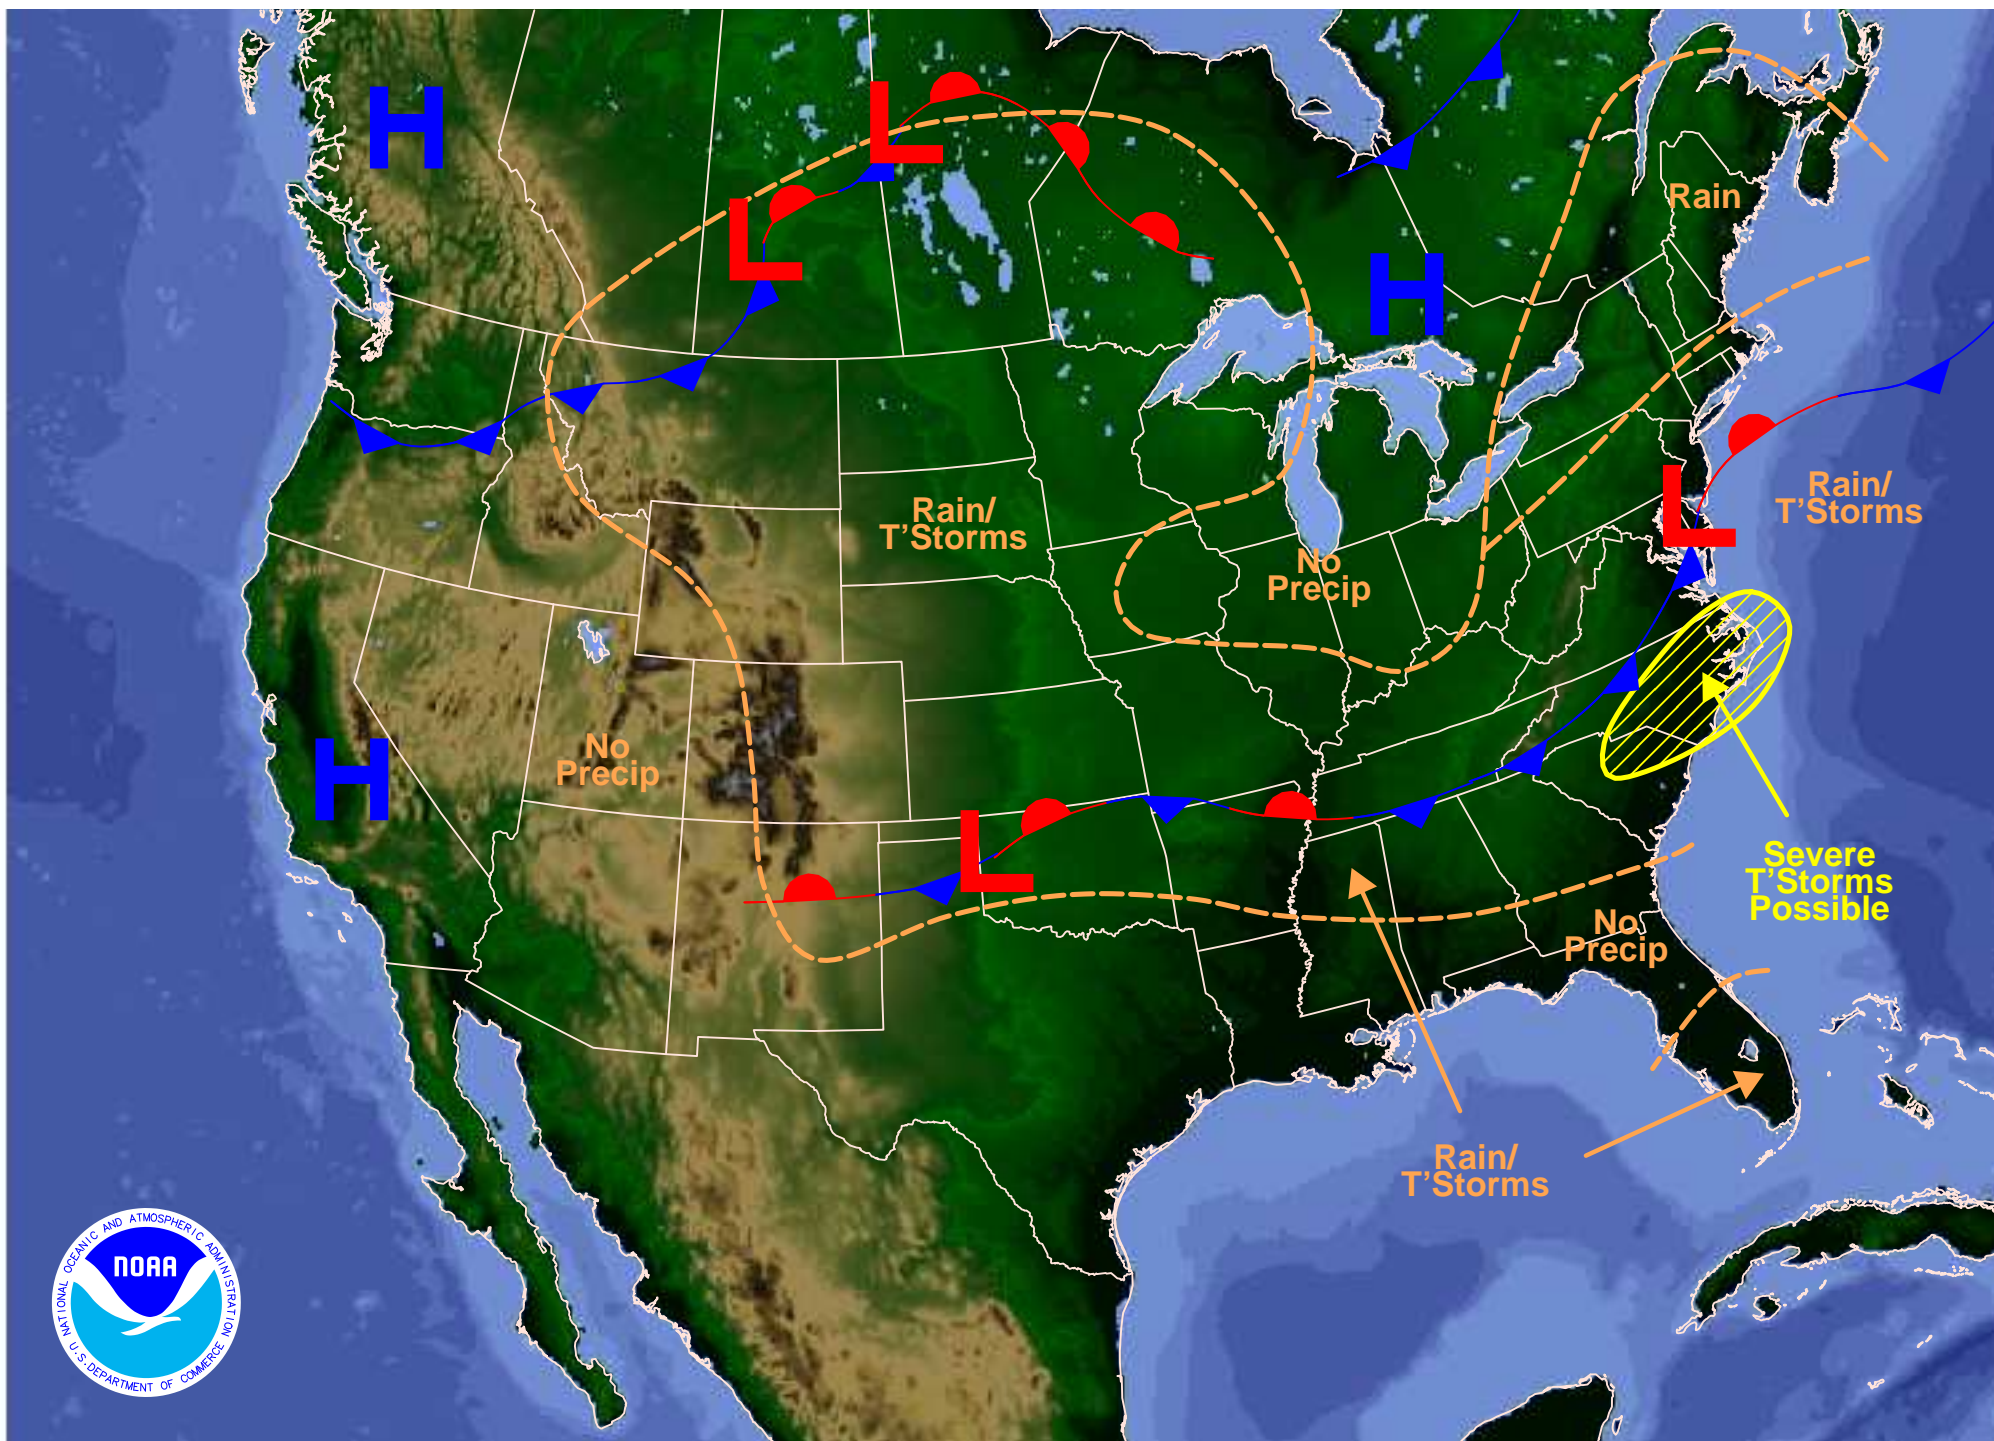 H
L
L
Rain
H
Rain/
T'Storms
L
Rain/
T'Storms
No
Precip
No
Precip
H
L
Severe
T'Storms
Possible
No
Precip
Rain/
T'Storms
NATIONAL OCEANIC AND ATMOSPHERIC ADMINISTRATION
NOAA
U.S. DEPARTMENT OF COMMERCE